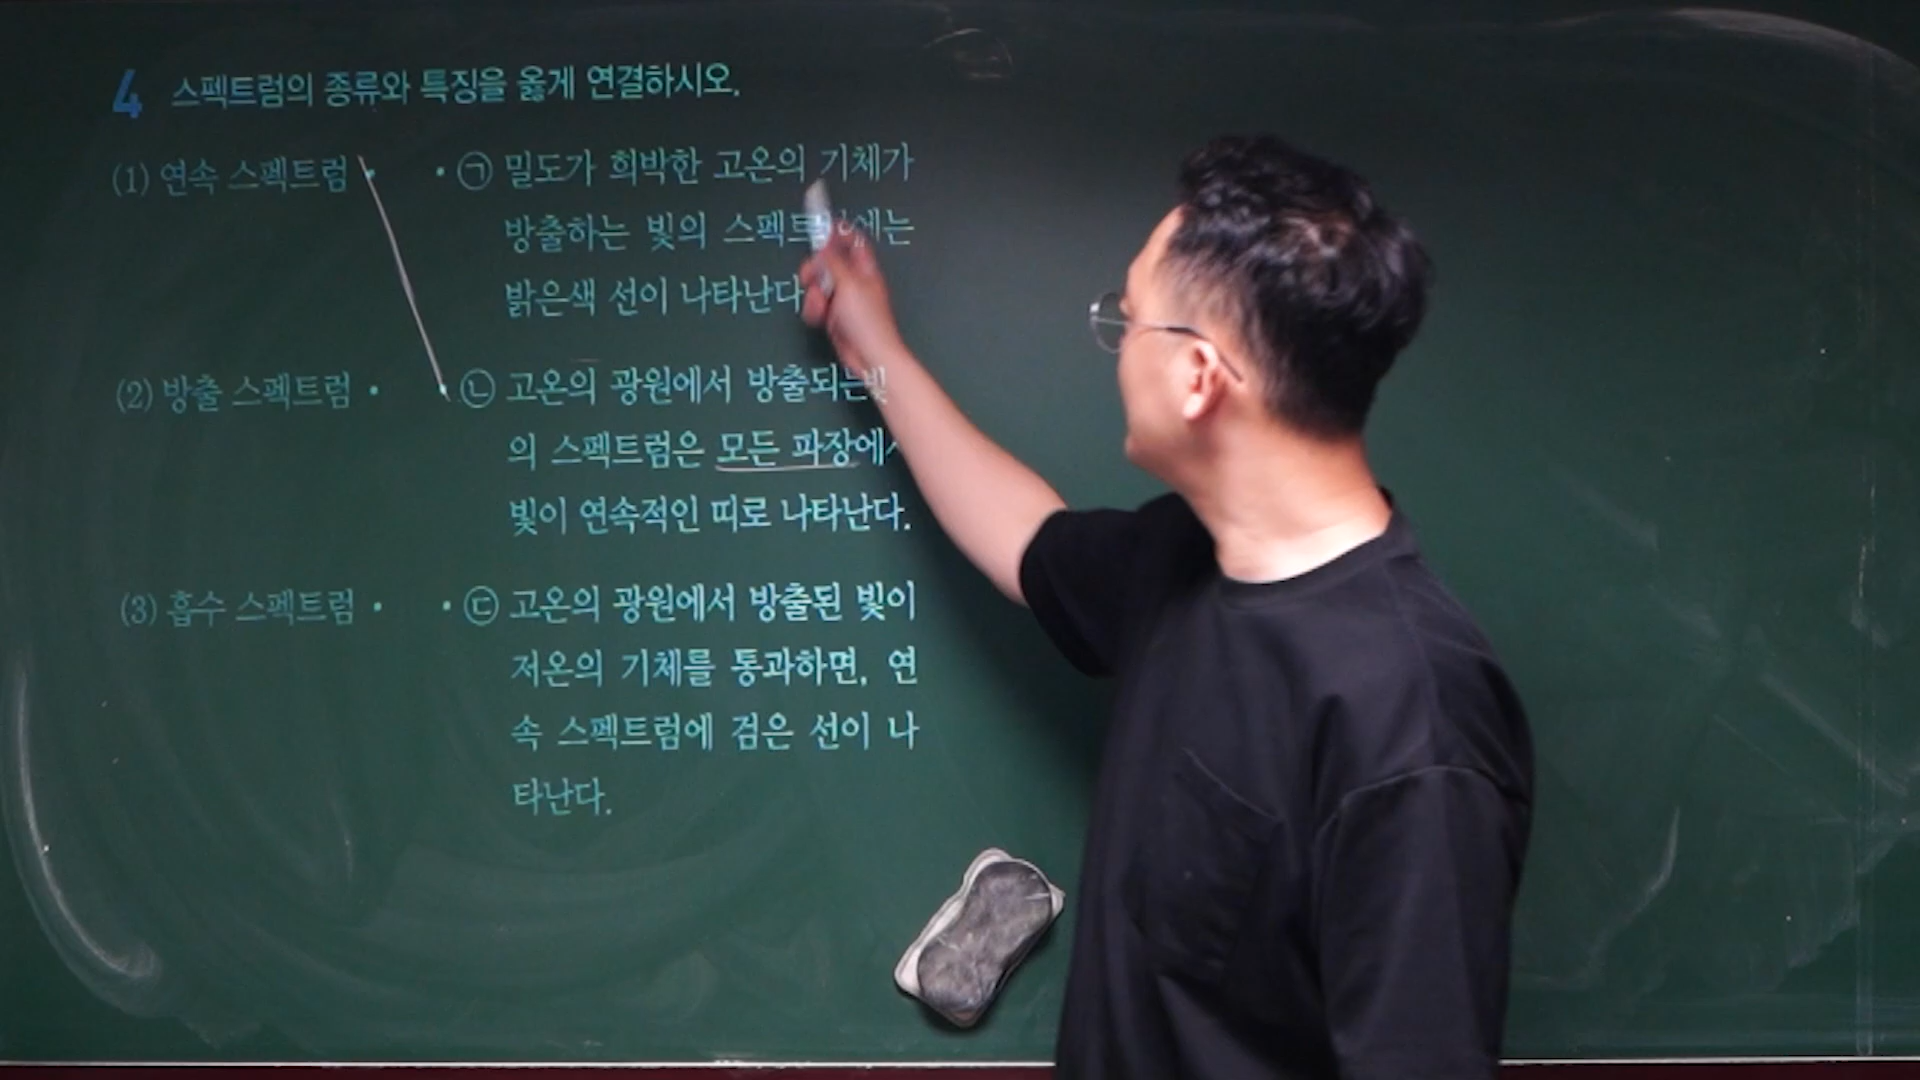 4 스펙트럼의 종류와 특징을 옳게 연결하시오.
(1) 연속 스펙트럼 · · ㉠ 밀도가 희박한 고온의 기체가
방출하는 빛의 스펙트럼에는
밝은색 선이 나타난다
(2) 방출 스펙트럼 · · ㉡ 고온의 광원에서 방출되는 빛
의 스펙트럼은 모든 파장에서
빛이 연속적인 띠로 나타난다.
(3) 흡수 스펙트럼 · · ㉢ 고온의 광원에서 방출된 빛이
저온의 기체를 통과하면, 연
속 스펙트럼에 검은 선이 나
타난다.